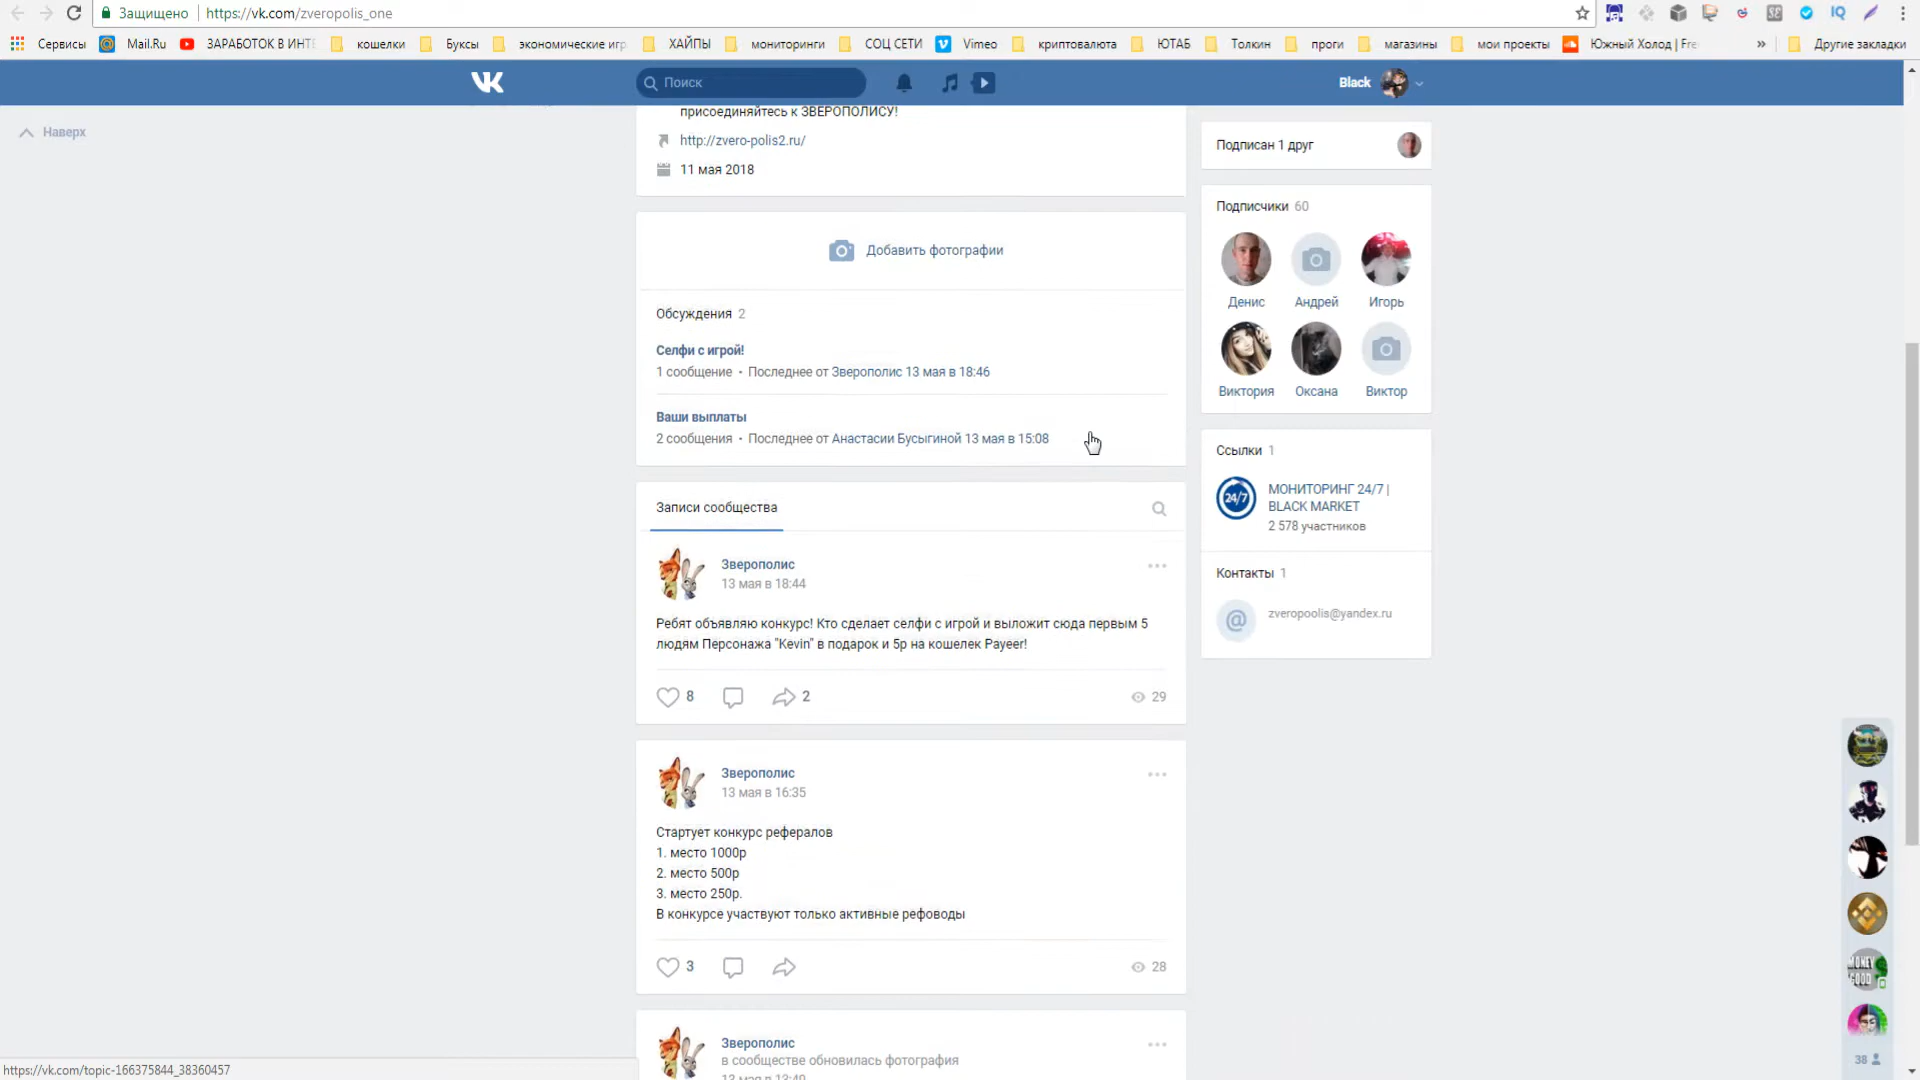 Защищено https://vk.com/zveropolis_one
Сервисы Mail.Ru ЗАРАБОТОК В ИНТЕ кошелки Буксы экономические игр ХАЙПЫ мониторинги СОЦ СЕТИ Vimeo криптовалюта ЮТАБ Толкин проги магазины мои проекты Южный Холод | Fre » Другие закладки
Поиск
Black
Наверх
присоединяйтесь к ЗВЕРОПОЛИСУ!
http://zvero-polis2.ru/
11 мая 2018
Добавить фотографии
Обсуждения 2
Селфи с игрой!
1 сообщение · Последнее от Зверополис 13 мая в 18:46
Ваши выплаты
2 сообщения · Последнее от Анастасии Бусыгиной 13 мая в 15:08
Записи сообщества
Зверополис
13 мая в 18:44
Ребят объявляю конкурс! Кто сделает селфи с игрой и выложит сюда первым 5
людям Персонажа "Kevin" в подарок и 5р на кошелек Payeer!
8 2 29
Зверополис
13 мая в 16:35
Стартует конкурс рефералов
1. место 1000р
2. место 500р
3. место 250р.
В конкурсе участвуют только активные рефоводы
3 28
Зверополис
в сообществе обновилась фотография
13 мая в 13:49
Подписан 1 друг
Подписчики 60
Денис Андрей Игорь
Виктория Оксана Виктор
Ссылки 1
24/7
МОНИТОРИНГ 24/7 |
BLACK MARKET
2 578 участников
Контакты 1
zveropoolis@yandex.ru
MONEY
GOOD
38
https://vk.com/topic-166375844_38360457